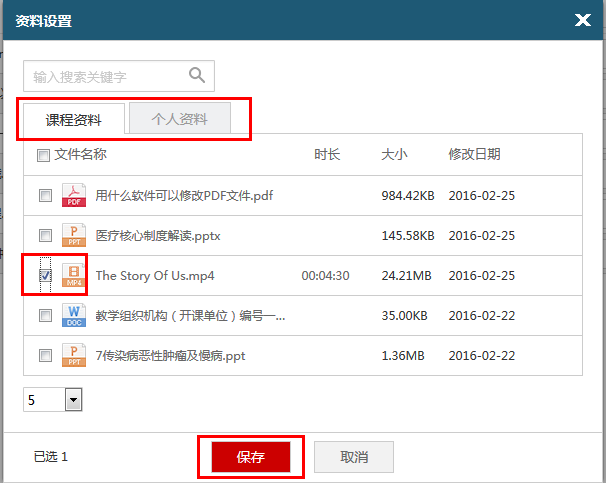 资料设置
输入搜索关键字
课程资料 个人资料
文件名称 时长 大小 修改日期
PDF 用什么软件可以修改PDF文件.pdf 984.42KB 2016-02-25
PPT 医疗核心制度解读.pptx 145.58KB 2016-02-25
MP4 The Story Of Us.mp4 00:04:30 24.21MB 2016-02-25
DOC 教学组织机构（开课单位）编号一... 35.00KB 2016-02-22
PPT 7传染病恶性肿瘤及慢病.ppt 1.36MB 2016-02-22
5
已选 1 保存 取消